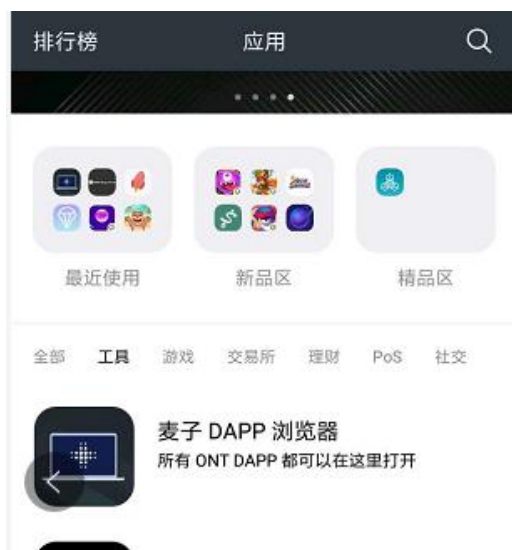 排行榜 应用
最近使用 新品区 精品区
全部 工具 游戏 交易所 理财 PoS 社交
麦子 DAPP 浏览器
所有 ONT DAPP 都可以在这里打开